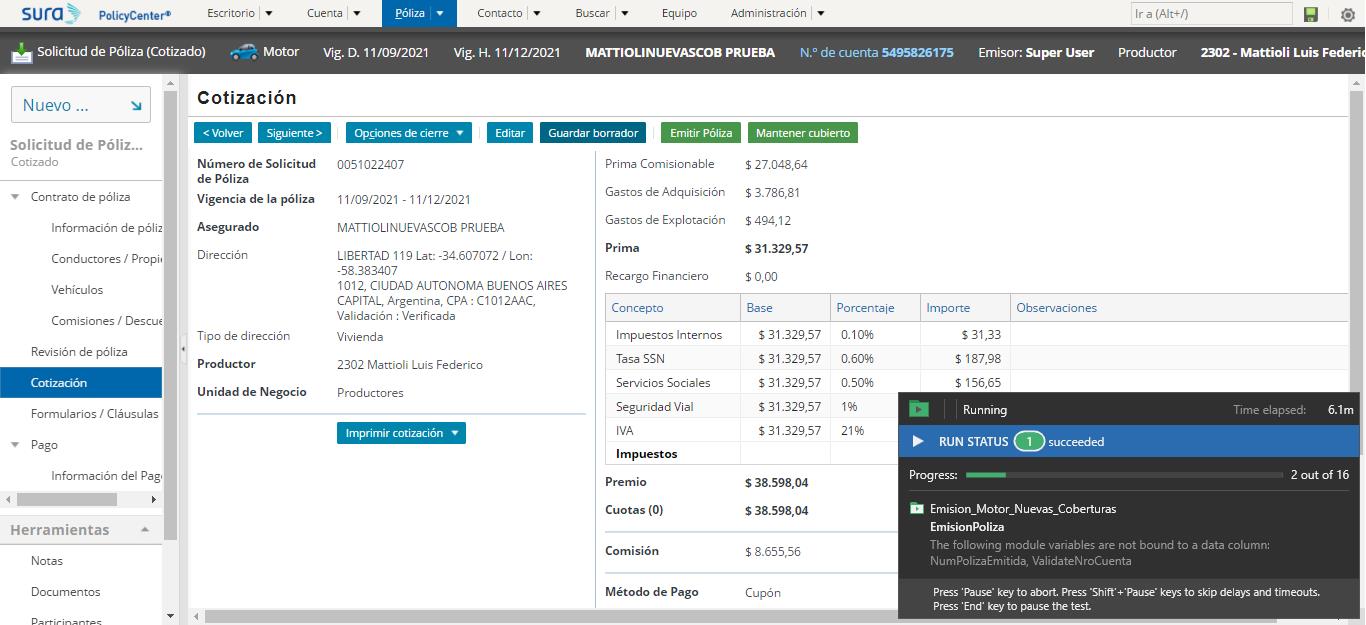 sura PolicyCenter® Escritorio Cuenta Póliza Contacto Buscar Equipo Administración Ir a (Alt+/)
Solicitud de Póliza (Cotizado) Motor Vig. D. 11/09/2021 Vig. H. 11/12/2021 MATTIOLINUEVASCOB PRUEBA N.° de cuenta 5495826175 Emisor: Super User Productor 2302 - Mattioli Luis Federic
Nuevo ...
Solicitud de Póliz...
Cotizado
Contrato de póliza
Información de póliz
Conductores / Propi
Vehículos
Comisiones / Descue
Revisión de póliza
Cotización
Formularios / Cláusulas
Pago
Información del Pag
Herramientas
Notas
Documentos
Participantes
Cotización
< Volver Siguiente > Opciones de cierre Editar Guardar borrador Emitir Póliza Mantener cubierto
Número de Solicitud
de Póliza
0051022407
Vigencia de la póliza 11/09/2021 - 11/12/2021
Asegurado MATTIOLINUEVASCOB PRUEBA
Dirección LIBERTAD 119 Lat: -34.607072 / Lon:
-58.383407
1012, CIUDAD AUTONOMA BUENOS AIRES
CAPITAL, Argentina, CPA : C1012AAC,
Validación : Verificada
Tipo de dirección Vivienda
Productor 2302 Mattioli Luis Federico
Unidad de Negocio Productores
Imprimir cotización
Prima Comisionable $ 27.048,64
Gastos de Adquisición $ 3.786,81
Gastos de Explotación $ 494,12
Prima $ 31.329,57
Recargo Financiero $ 0,00
Concepto Base Porcentaje Importe Observaciones
Impuestos Internos $ 31.329,57 0.10% $ 31,33
Tasa SSN $ 31.329,57 0.60% $ 187,98
Servicios Sociales $ 31.329,57 0.50% $ 156,65
Seguridad Vial $ 31.329,57 1%
IVA $ 31.329,57 21%
Impuestos
Premio $ 38.598,04
Cuotas (0) $ 38.598,04
Comisión $ 8.655,56
Método de Pago Cupón
Running Time elapsed: 6.1m
RUN STATUS 1 succeeded
Progress: 2 out of 16
Emision_Motor_Nuevas_Coberturas
EmisionPoliza
The following module variables are not bound to a data column:
NumPolizaEmitida, ValidateNroCuenta
Press 'Pause' key to abort. Press 'Shift'+'Pause' keys to skip delays and timeouts.
Press 'End' key to pause the test.